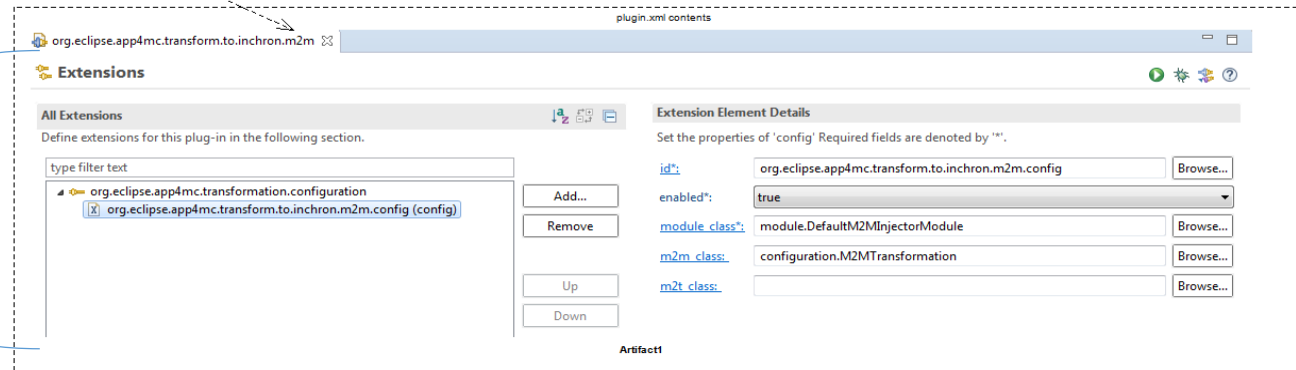 plugin.xml contents
org.eclipse.app4mc.transform.to.inchron.m2m
Extensions
All Extensions
Define extensions for this plug-in in the following section.
type filter text
org.eclipse.app4mc.transformation.configuration
org.eclipse.app4mc.transform.to.inchron.m2m.config (config)
Add...
Remove
Up
Down
Extension Element Details
Set the properties of 'config' Required fields are denoted by '*'.
id*: org.eclipse.app4mc.transform.to.inchron.m2m.config Browse...
enabled*: true
module_class*: module.DefaultM2MInjectorModule Browse...
m2m_class: configuration.M2MTransformation Browse...
m2t_class: Browse...
Artifact1